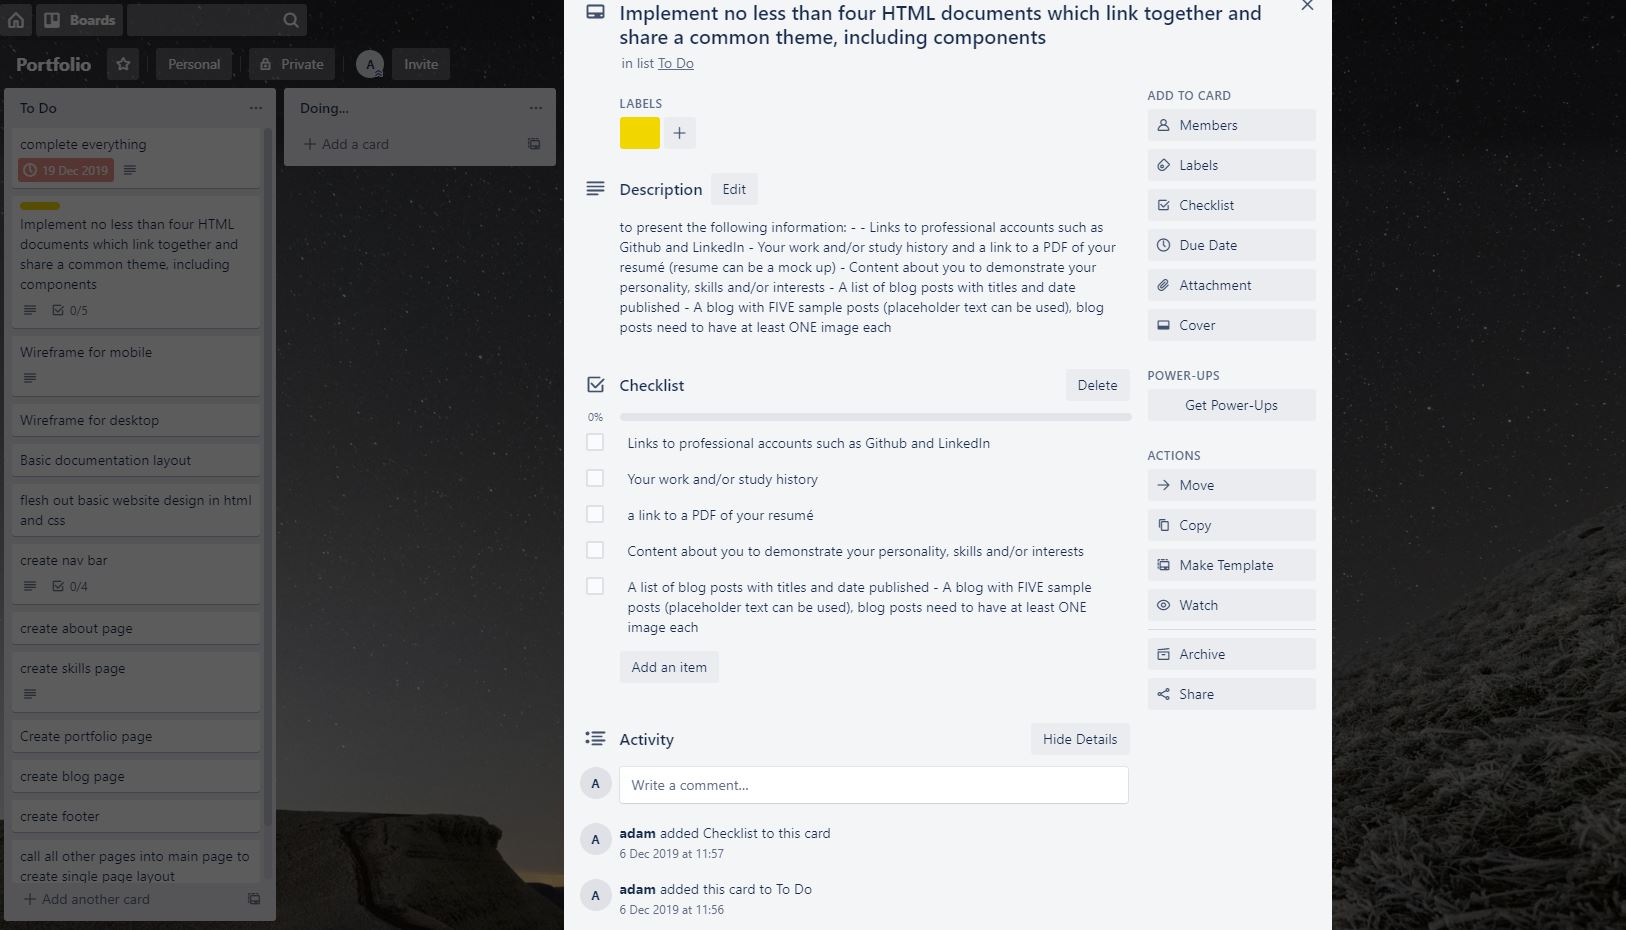 Boards
Portfolio
Personal
Private
A
Invite
To Do
complete everything
19 Dec 2019
Implement no less than four HTML
documents which link together and
share a common theme, including
components
0/5
Wireframe for mobile
Wireframe for desktop
Basic documentation layout
flesh out basic website design in html
and css
create nav bar
0/4
create about page
create skills page
Create portfolio page
create blog page
create footer
call all other pages into main page to
create single page layout
+ Add another card
Doing...
+ Add a card
Implement no less than four HTML documents which link together and
share a common theme, including components
in list To Do
LABELS
+
Description
Edit
to present the following information: - - Links to professional accounts such as
Github and LinkedIn - Your work and/or study history and a link to a PDF of your
resumé (resume can be a mock up) - Content about you to demonstrate your
personality, skills and/or interests - A list of blog posts with titles and date
published - A blog with FIVE sample posts (placeholder text can be used), blog
posts need to have at least ONE image each
Checklist
Delete
0%
Links to professional accounts such as Github and LinkedIn
Your work and/or study history
a link to a PDF of your resumé
Content about you to demonstrate your personality, skills and/or interests
A list of blog posts with titles and date published - A blog with FIVE sample
posts (placeholder text can be used), blog posts need to have at least ONE
image each
Add an item
Activity
Hide Details
A
Write a comment...
A
adam added Checklist to this card
6 Dec 2019 at 11:57
A
adam added this card to To Do
6 Dec 2019 at 11:56
ADD TO CARD
Members
Labels
Checklist
Due Date
Attachment
Cover
POWER-UPS
Get Power-Ups
ACTIONS
Move
Copy
Make Template
Watch
Archive
Share